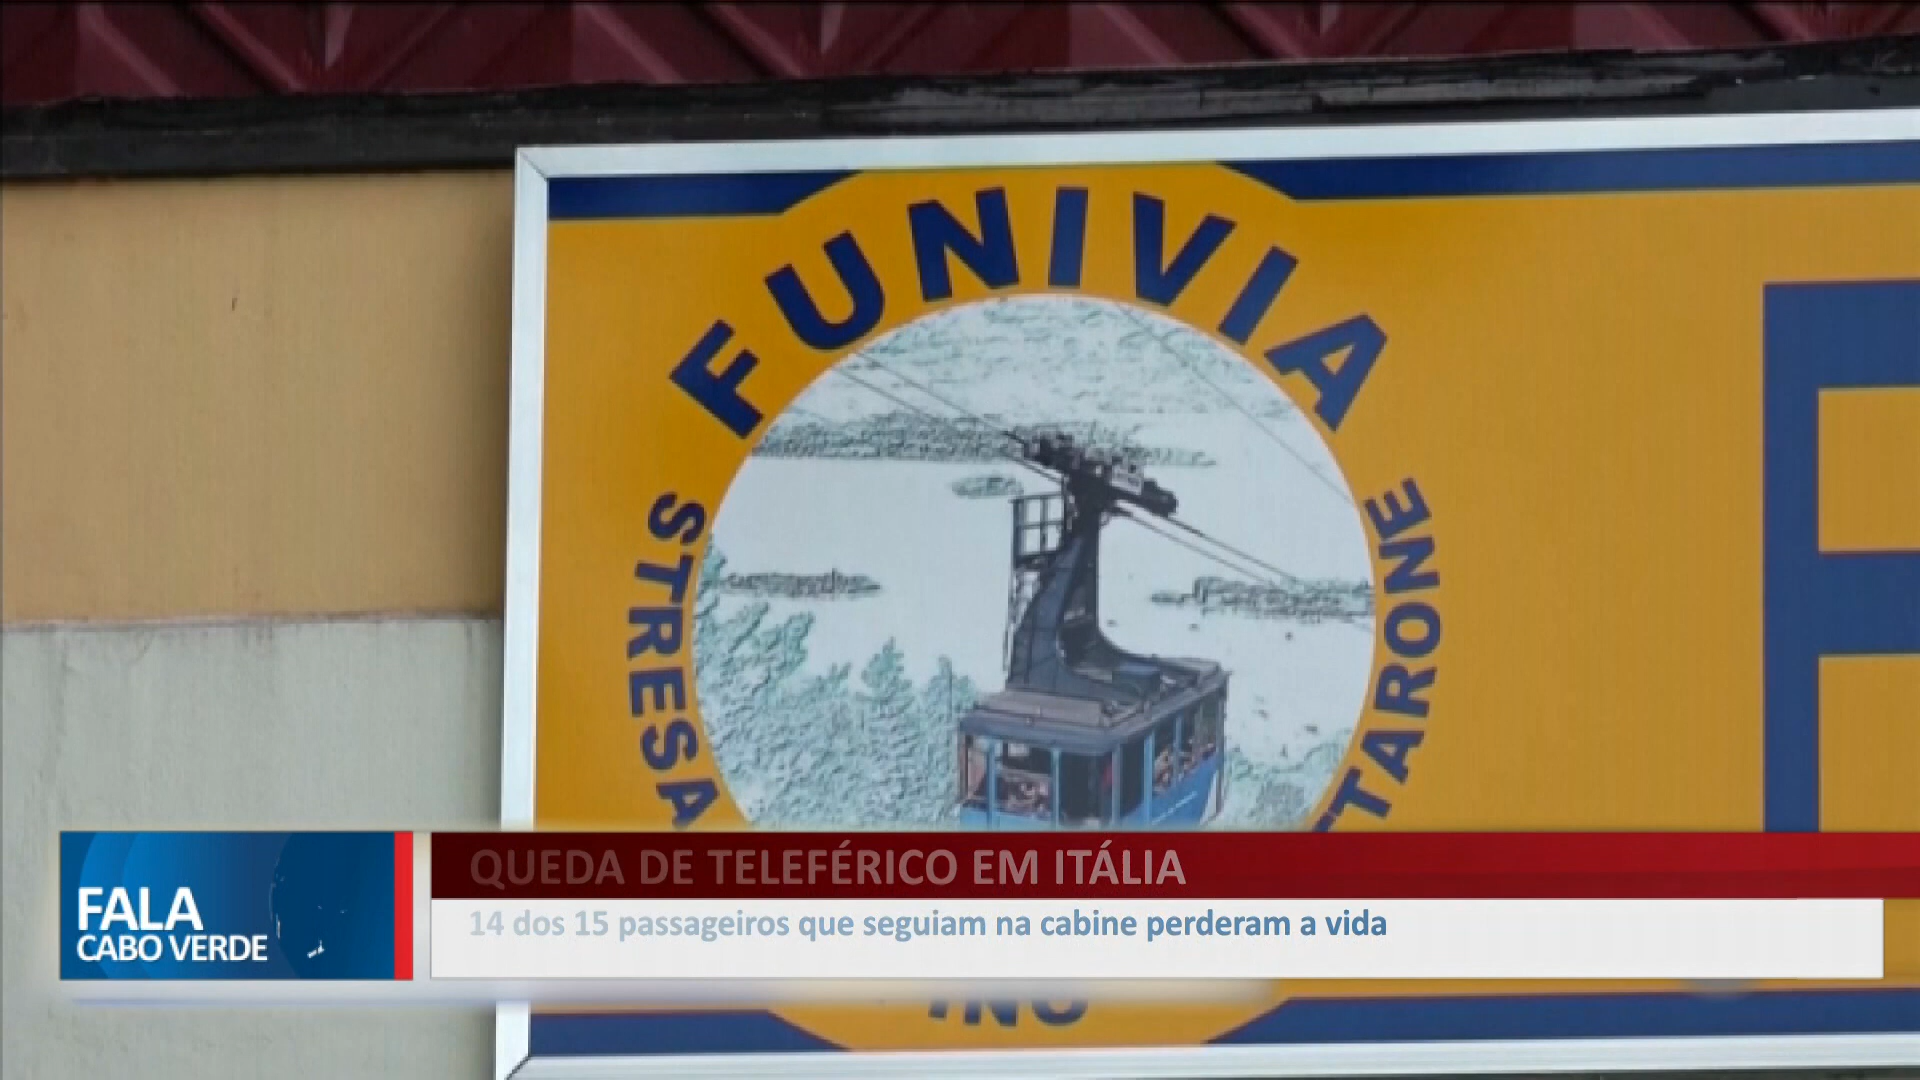 FUNIVIA
STRESA
TTARONE
QUEDA DE TELEFÉRICO EM ITÁLIA
14 dos 15 passageiros que seguiam na cabine perderam a vida
FALA
CABO VERDE